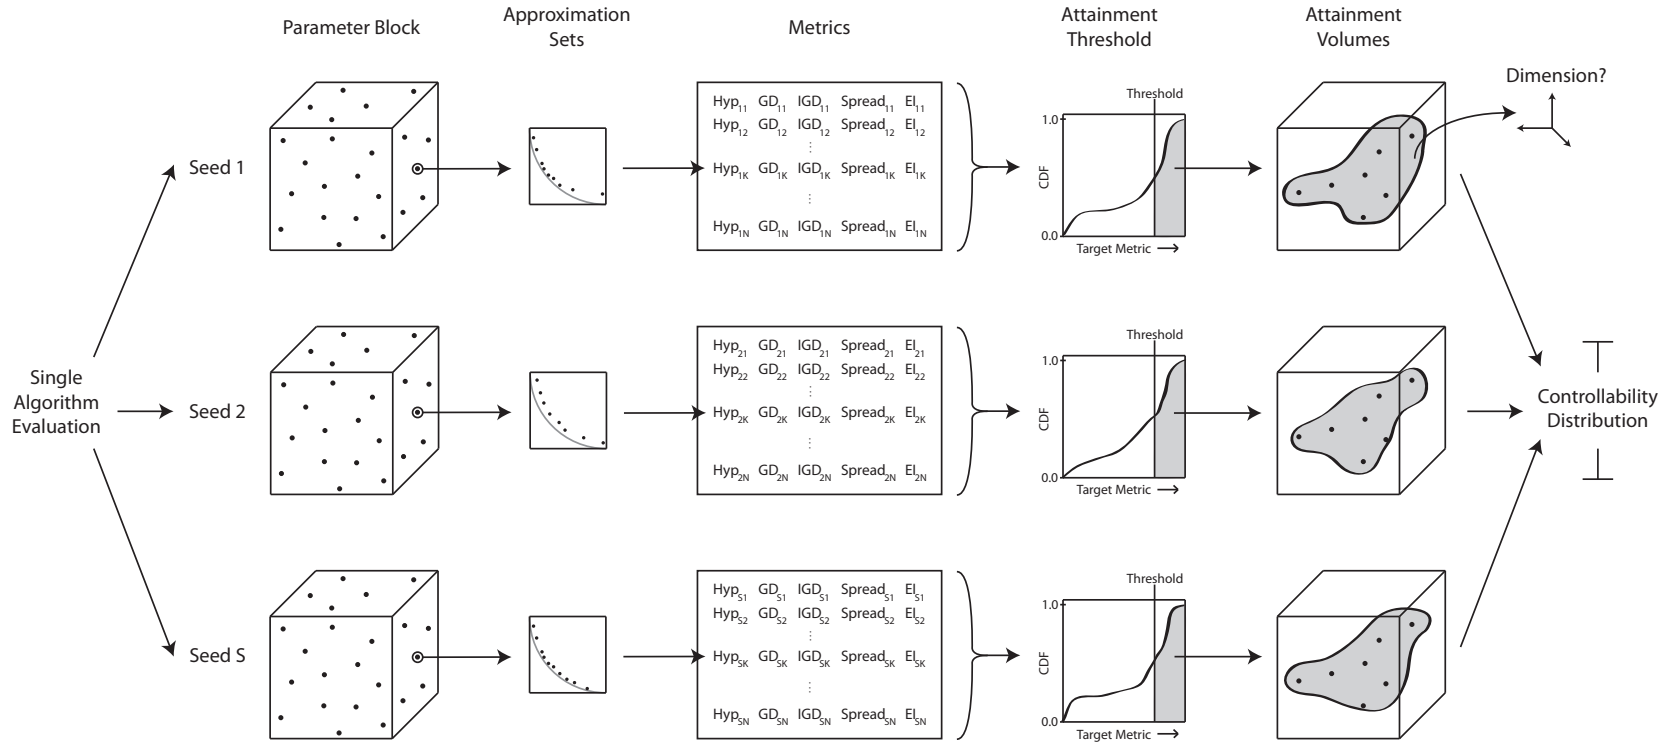 Parameter Block
Approximation
Sets
Metrics
Attainment
Threshold
Attainment
Volumes
Dimension?
Seed 1
Hyp11 GD11 IGD11 Spread11 EI11
Hyp12 GD12 IGD12 Spread12 EI12
⋮
Hyp1K GD1K IGD1K Spread1K EI1K
⋮
Hyp1N GD1N IGD1N Spread1N EI1N
Threshold
1.0
CDF
0.0
Target Metric →
Single
Algorithm
Evaluation
Seed 2
Hyp21 GD21 IGD21 Spread21 EI21
Hyp22 GD22 IGD22 Spread22 EI22
⋮
Hyp2K GD2K IGD2K Spread2K EI2K
⋮
Hyp2N GD2N IGD2N Spread2N EI2N
Threshold
1.0
CDF
0.0
Target Metric →
Controllability
Distribution
Seed S
HypS1 GDS1 IGDS1 SpreadS1 EIS1
HypS2 GDS2 IGDS2 SpreadS2 EIS2
⋮
HypSK GDSK IGDSK SpreadSK EISK
⋮
HypSN GDSN IGDSN SpreadSN EISN
Threshold
1.0
CDF
0.0
Target Metric →